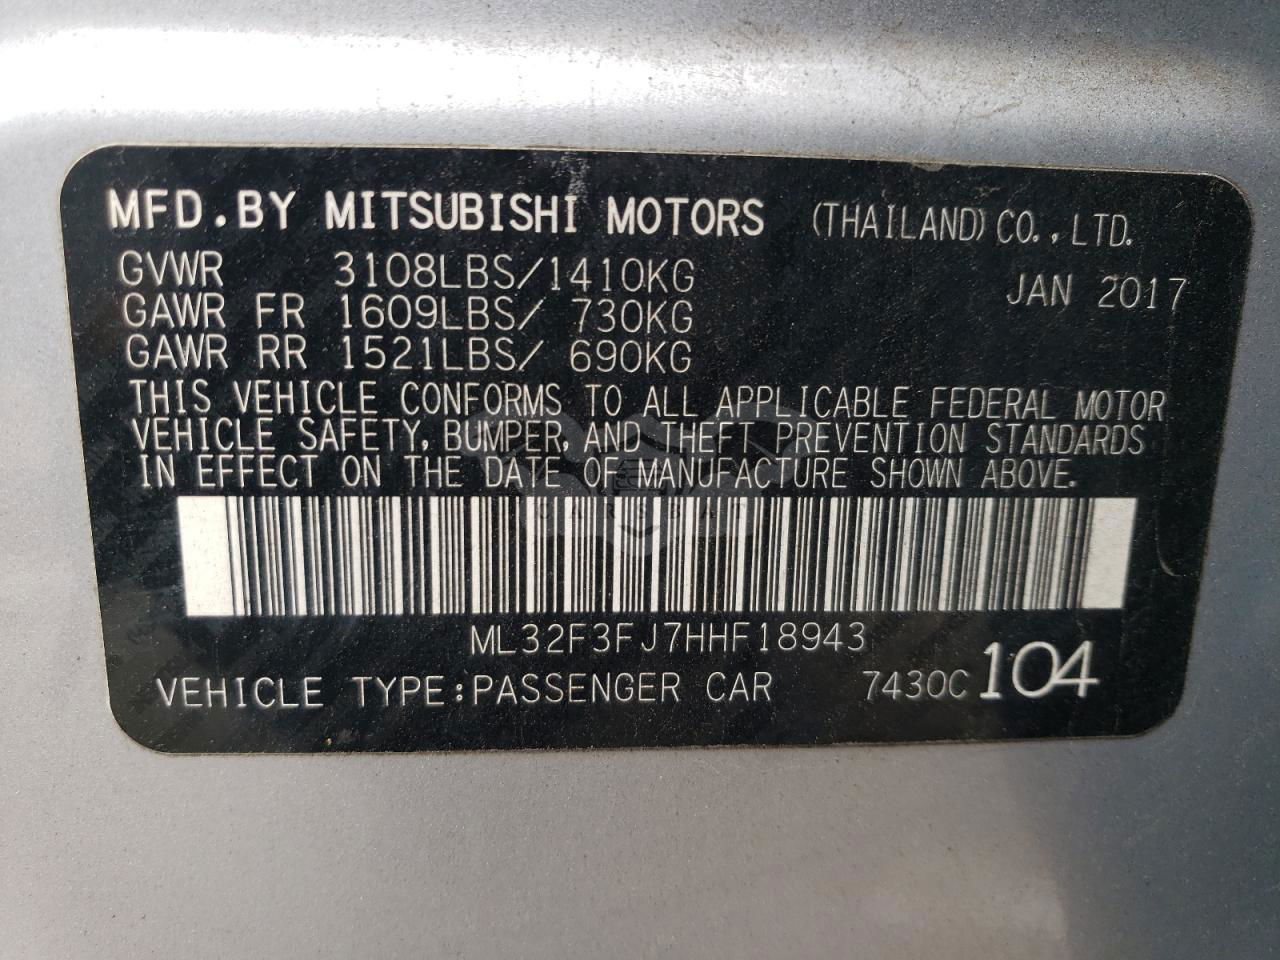 MFD.BY MITSUBISHI MOTORS (THAILAND) CO., LTD.
GVWR 3108LBS/1410KG JAN 2017
GAWR FR 1609LBS/ 730KG
GAWR RR 1521LBS/ 690KG
THIS VEHICLE CONFORMS TO ALL APPLICABLE FEDERAL MOTOR
VEHICLE SAFETY, BUMPER, AND THEFT PREVENTION STANDARDS
IN EFFECT ON THE DATE OF MANUFACTURE SHOWN ABOVE.
ML32F3FJ7HHF18943
VEHICLE TYPE:PASSENGER CAR 7430C 104